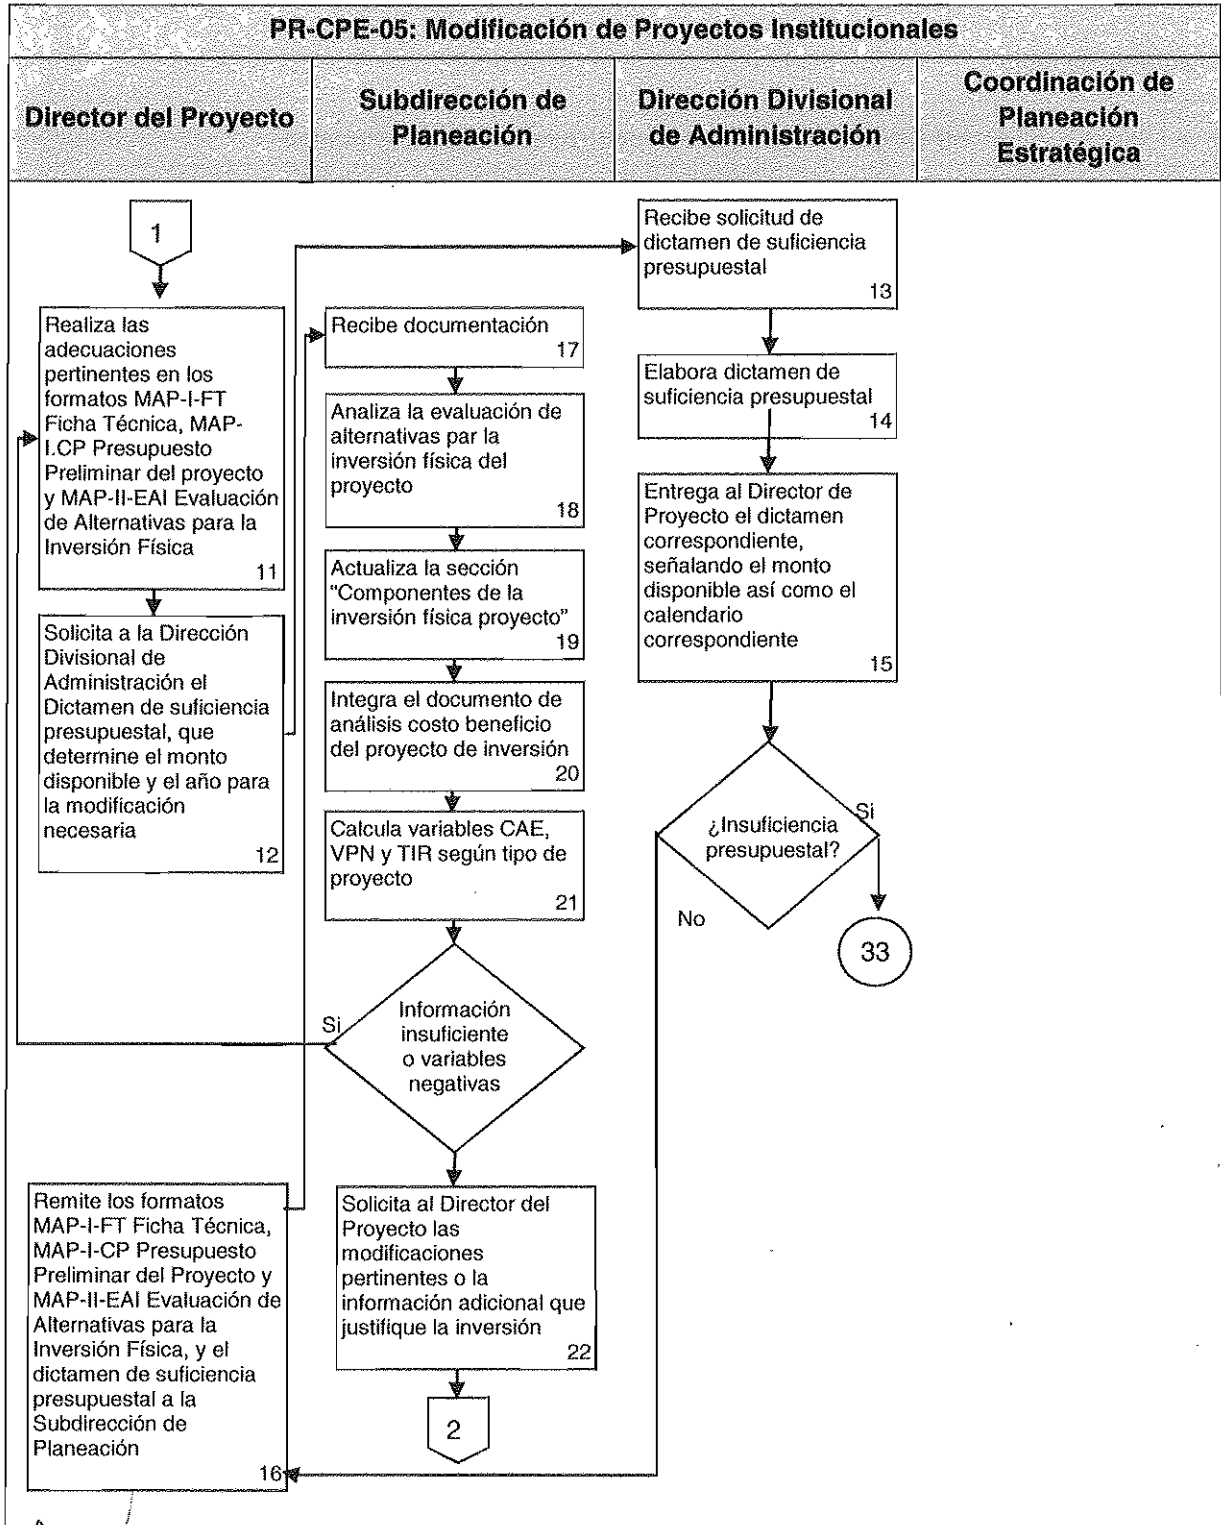 PR-CPE-05: Modificación de Proyectos Institucionales
Director del Proyecto
Subdirección de
Planeación
Dirección Divisional
de Administración
Coordinación de
Planeación
Estratégica
1
Realiza las
adecuaciones
pertinentes en los
formatos MAP-I-FT
Ficha Técnica, MAP-
I.CP Presupuesto
Preliminar del proyecto
y MAP-II-EAI Evaluación
de Alternativas para la
Inversión Física
11
Solicita a la Dirección
Divisional de
Administración el
Dictamen de suficiencia
presupuestal, que
determine el monto
disponible y el año para
la modificación
necesaria
12
Recibe solicitud de
dictamen de suficiencia
presupuestal
13
Elabora dictamen de
suficiencia presupuestal
14
Entrega al Director de
Proyecto el dictamen
correspondiente,
señalando el monto
disponible así como el
calendario
correspondiente
15
¿Insuficiencia
presupuestal?
Si
No
33
Remite los formatos
MAP-I-FT Ficha Técnica,
MAP-I-CP Presupuesto
Preliminar del Proyecto y
MAP-II-EAI Evaluación de
Alternativas para la
Inversión Física, y el
dictamen de suficiencia
presupuestal a la
Subdirección de
Planeación
16
Recibe documentación
17
Analiza la evaluación de
alternativas par la
inversión física del
proyecto
18
Actualiza la sección
"Componentes de la
inversión física proyecto"
19
Integra el documento de
análisis costo beneficio
del proyecto de inversión
20
Calcula variables CAE,
VPN y TIR según tipo de
proyecto
21
Si
Información
insuficiente
o variables
negativas
Solicita al Director del
Proyecto las
modificaciones
pertinentes o la
información adicional que
justifique la inversión
22
2